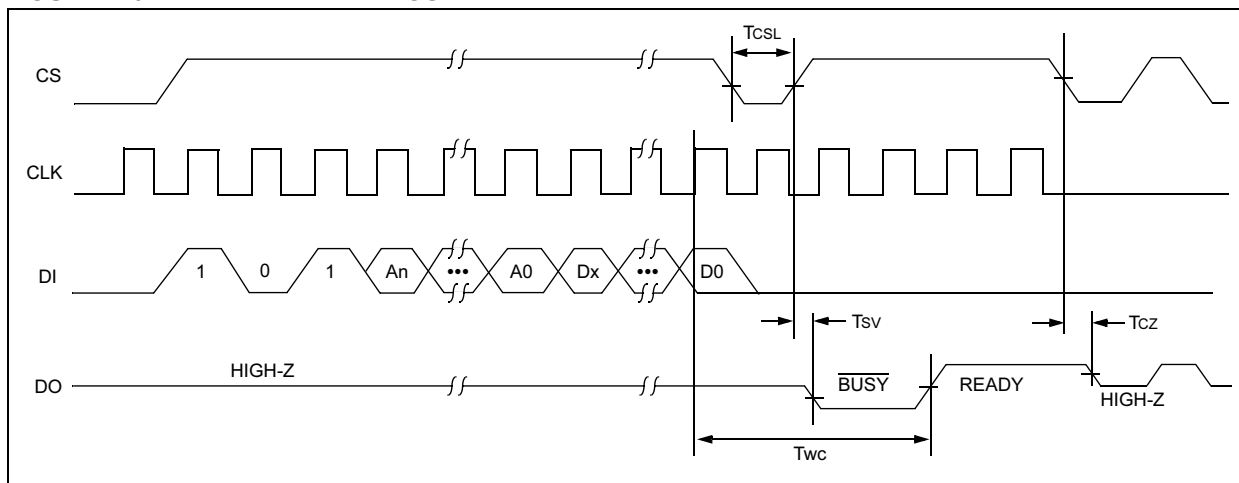 TCSL
CS
CLK
DI
1
0
1
An
•••
A0
Dx
•••
D0
TSV
TCZ
DO
HIGH-Z
BUSY
READY
HIGH-Z
TWC